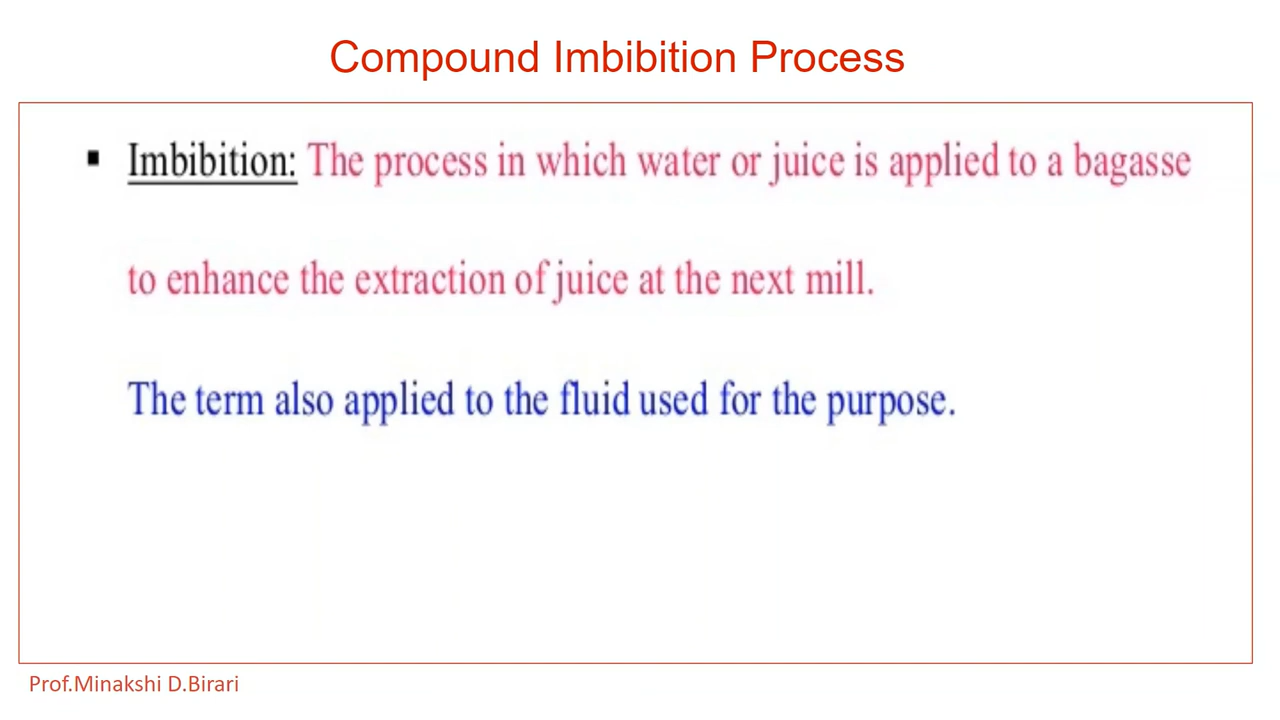 Compound Imbibition Process
▪ Imbibition: The process in which water or juice is applied to a bagasse
to enhance the extraction of juice at the next mill.
The term also applied to the fluid used for the purpose.
Prof.Minakshi D.Birari